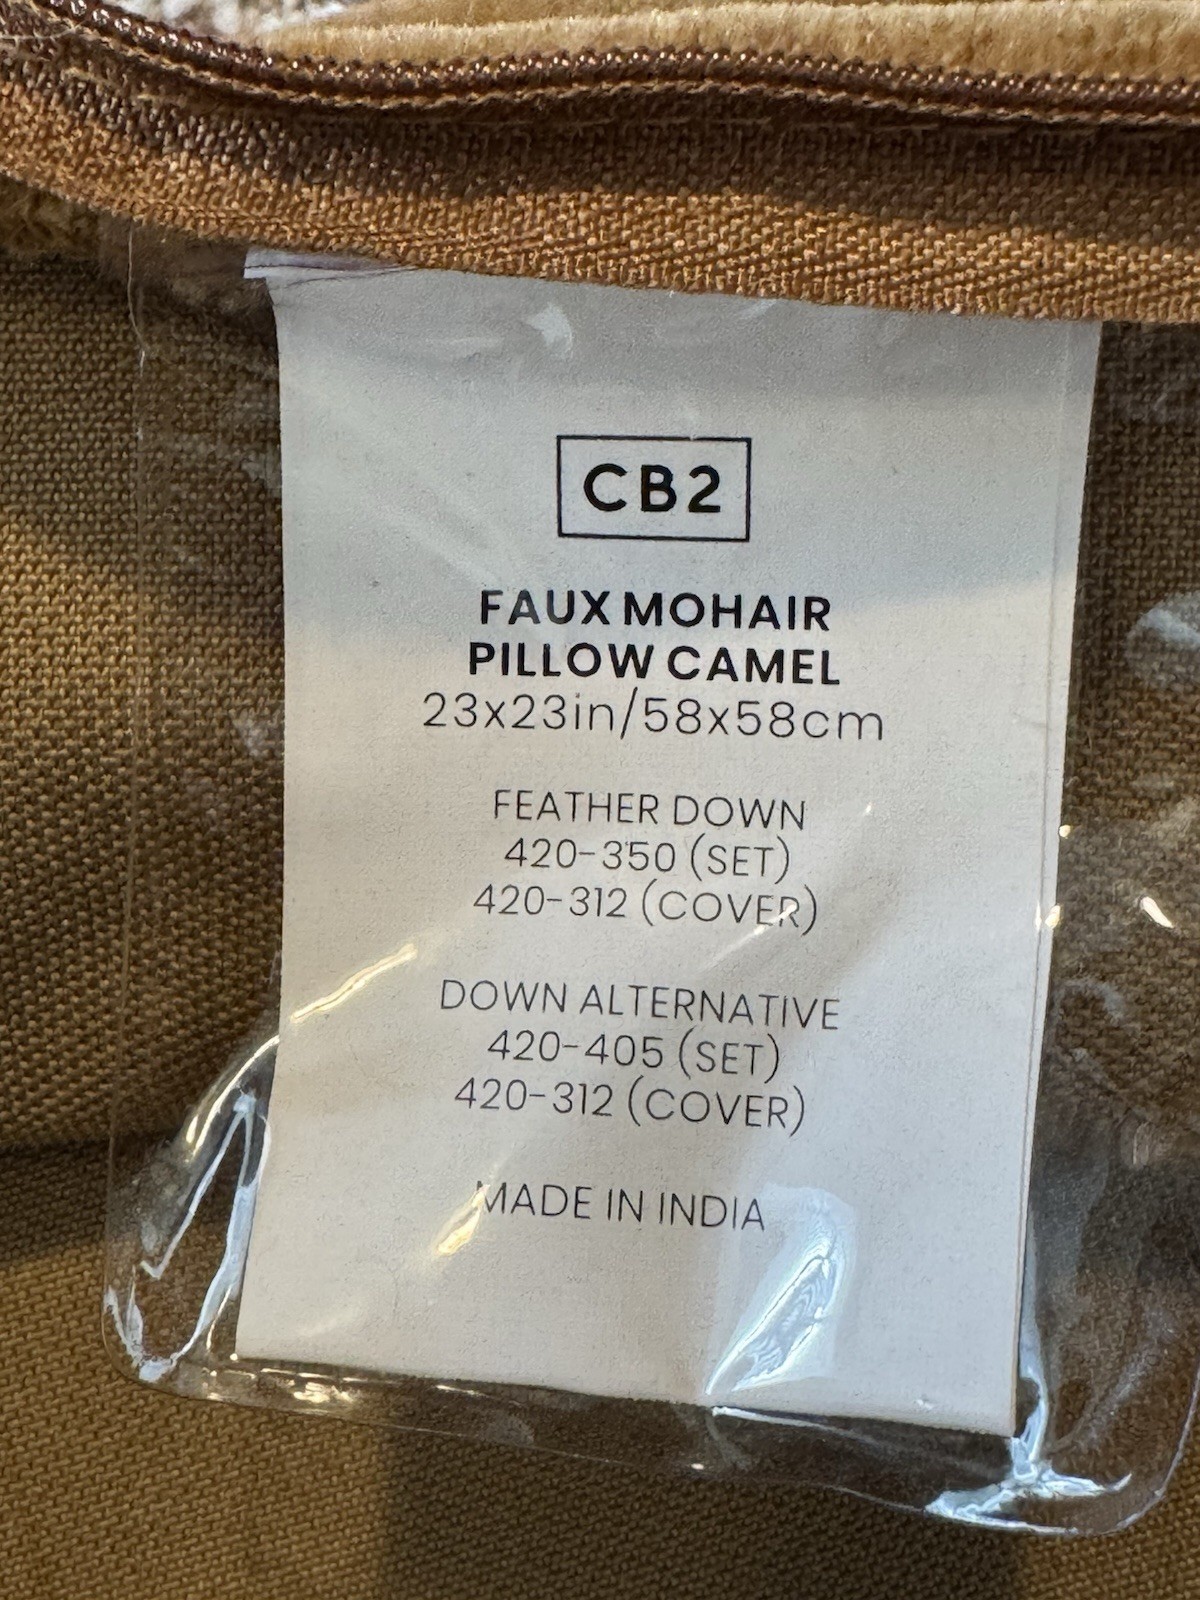 CB2
FAUX MOHAIR
PILLOW CAMEL
23x23in/58x58cm
FEATHER DOWN
420-350 (SET)
420-312 (COVER)
DOWN ALTERNATIVE
420-405 (SET)
420-312 (COVER)
MADE IN INDIA